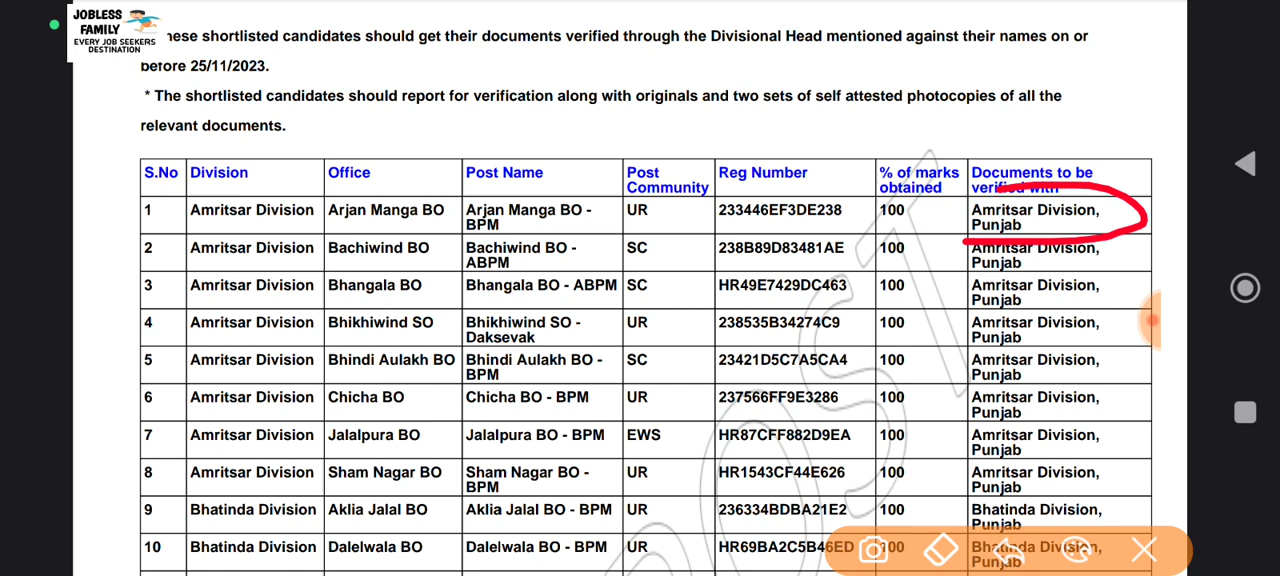 JOBLESS
FAMILY
EVERY JOB SEEKERS
DESTINATION
hese shortlisted candidates should get their documents verified through the Divisional Head mentioned against their names on or
before 25/11/2023.
* The shortlisted candidates should report for verification along with originals and two sets of self attested photocopies of all the
relevant documents.
S.No Division Office Post Name Post Community Reg Number % of marks obtained Documents to be verified with
1 Amritsar Division Arjan Manga BO Arjan Manga BO - BPM UR 233446EF3DE238 100 Amritsar Division, Punjab
2 Amritsar Division Bachiwind BO Bachiwind BO - ABPM SC 238B89D83481AE 100 Amritsar Division, Punjab
3 Amritsar Division Bhangala BO Bhangala BO - ABPM SC HR49E7429DC463 100 Amritsar Division, Punjab
4 Amritsar Division Bhikhiwind SO Bhikhiwind SO - Daksevak UR 238535B34274C9 100 Amritsar Division, Punjab
5 Amritsar Division Bhindi Aulakh BO Bhindi Aulakh BO - BPM SC 23421D5C7A5CA4 100 Amritsar Division, Punjab
6 Amritsar Division Chicha BO Chicha BO - BPM UR 237566FF9E3286 100 Amritsar Division, Punjab
7 Amritsar Division Jalalpura BO Jalalpura BO - BPM EWS HR87CFF882D9EA 100 Amritsar Division, Punjab
8 Amritsar Division Sham Nagar BO Sham Nagar BO - BPM UR HR1543CF44E626 100 Amritsar Division, Punjab
9 Bhatinda Division Aklia Jalal BO Aklia Jalal BO - BPM UR 236334BDBA21E2 100 Bhatinda Division, Punjab
10 Bhatinda Division Dalelwala BO Dalelwala BO - BPM UR HR69BA2C5B46ED 100 Bhatinda Division, Punjab